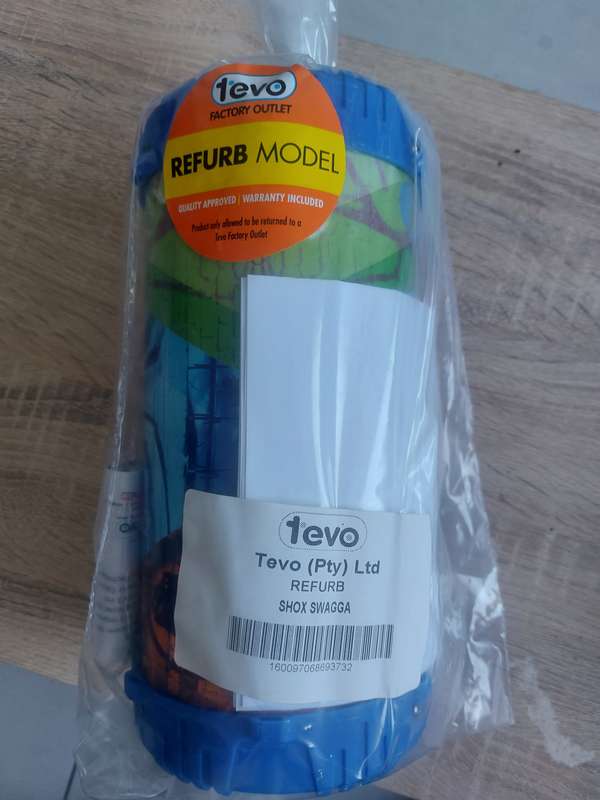 tevo
FACTORY OUTLET
REFURB MODEL
QUALITY APPROVED | WARRANTY INCLUDED
Product only allowed to be returned to a
Tevo Factory Outlet
tevo
Tevo (Pty) Ltd
REFURB
SHOX SWAGGA
160097068693732